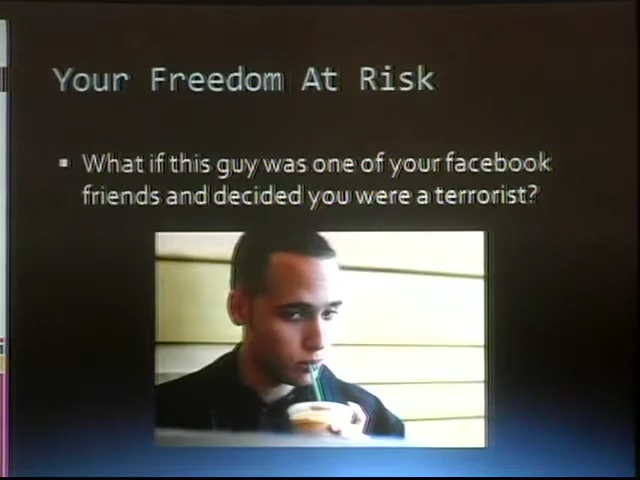 Your Freedom At Risk
▪ What if this guy was one of your facebook
friends and decided you were a terrorist?